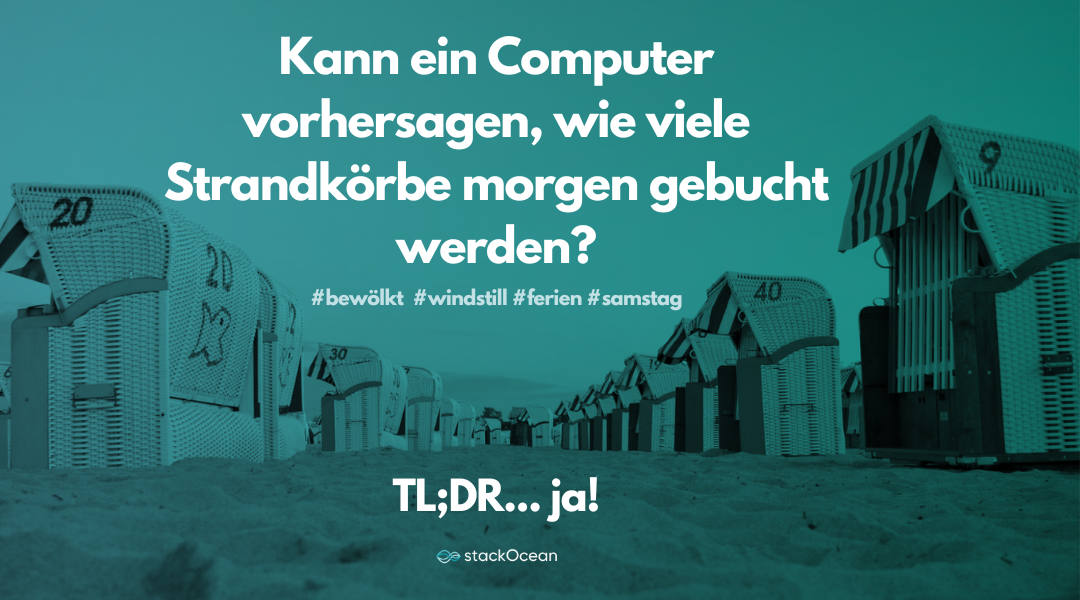 Kann ein Computer
vorhersagen, wie viele
Strandkörbe morgen gebucht
werden?
#bewölkt #windstill #ferien #samstag
TL;DR... ja!
stackOcean
20
20
30
40
9